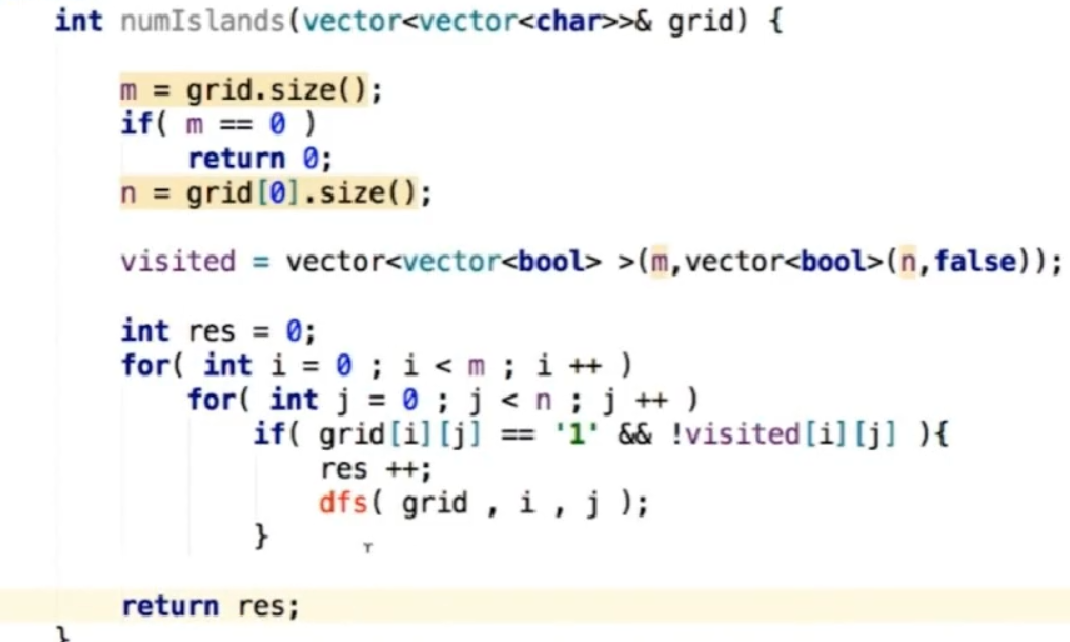 int numIslands(vector<vector<char>>& grid) {
m = grid.size();
if( m == 0 )
return 0;
n = grid[0].size();
visited = vector<vector<bool> >(m,vector<bool>(n,false));
int res = 0;
for( int i = 0 ; i < m ; i ++ )
for( int j = 0 ; j < n ; j ++ )
if( grid[i][j] == '1' && !visited[i][j] ){
res ++;
dfs( grid , i , j );
}
return res;
}